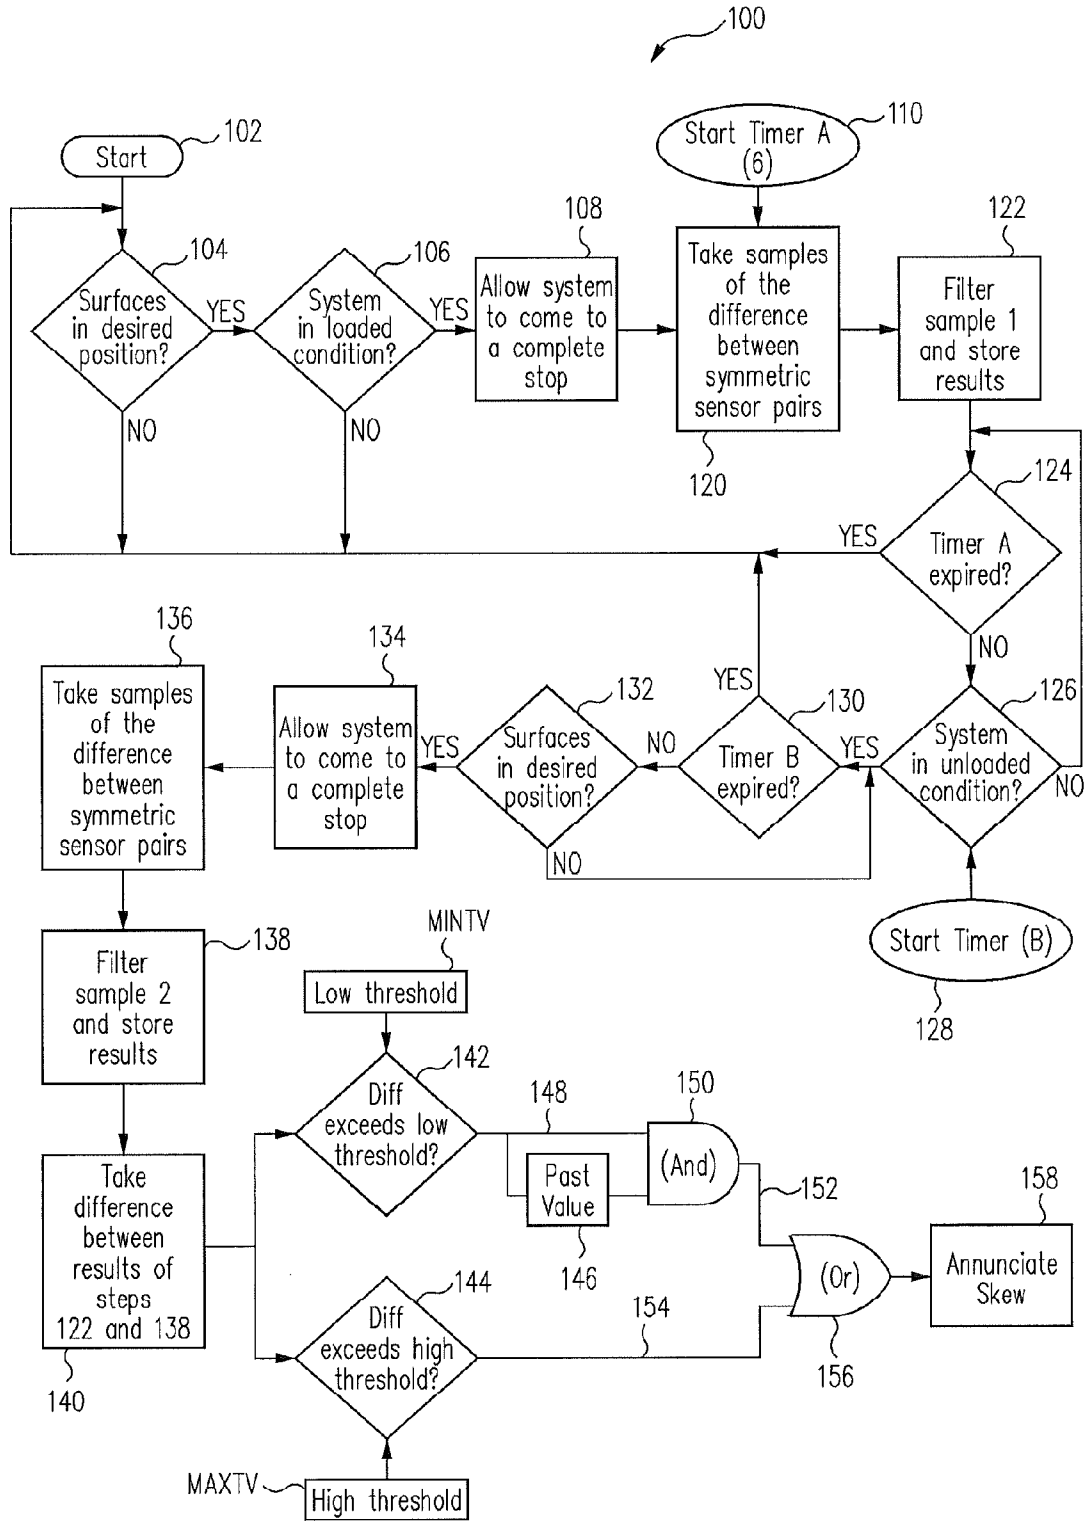 100
102
Start
110
Start Timer A
(6)
104
Surfaces
in desired
position?
YES
NO
106
System
in loaded
condition?
YES
NO
108
Allow system
to come to
a complete
stop
Take samples
of the
difference
between
symmetric
sensor pairs
120
122
Filter
sample 1
and store
results
124
Timer A
expired?
YES
NO
126
System
in unloaded
condition?
YES
NO
Start Timer (B)
128
130
Timer B
expired?
YES
NO
132
Surfaces
in desired
position?
YES
NO
134
Allow system
to come to
a complete
stop
136
Take samples
of the
difference
between
symmetric
sensor pairs
138
Filter
sample 2
and store
results
Take
difference
between
results of
steps
122 and 138
140
MINTV
Low threshold
142
Diff
exceeds low
threshold?
148
Past
Value
146
150
(And)
152
144
Diff
exceeds high
threshold?
154
MAXTV
High threshold
(Or)
156
158
Annunciate
Skew